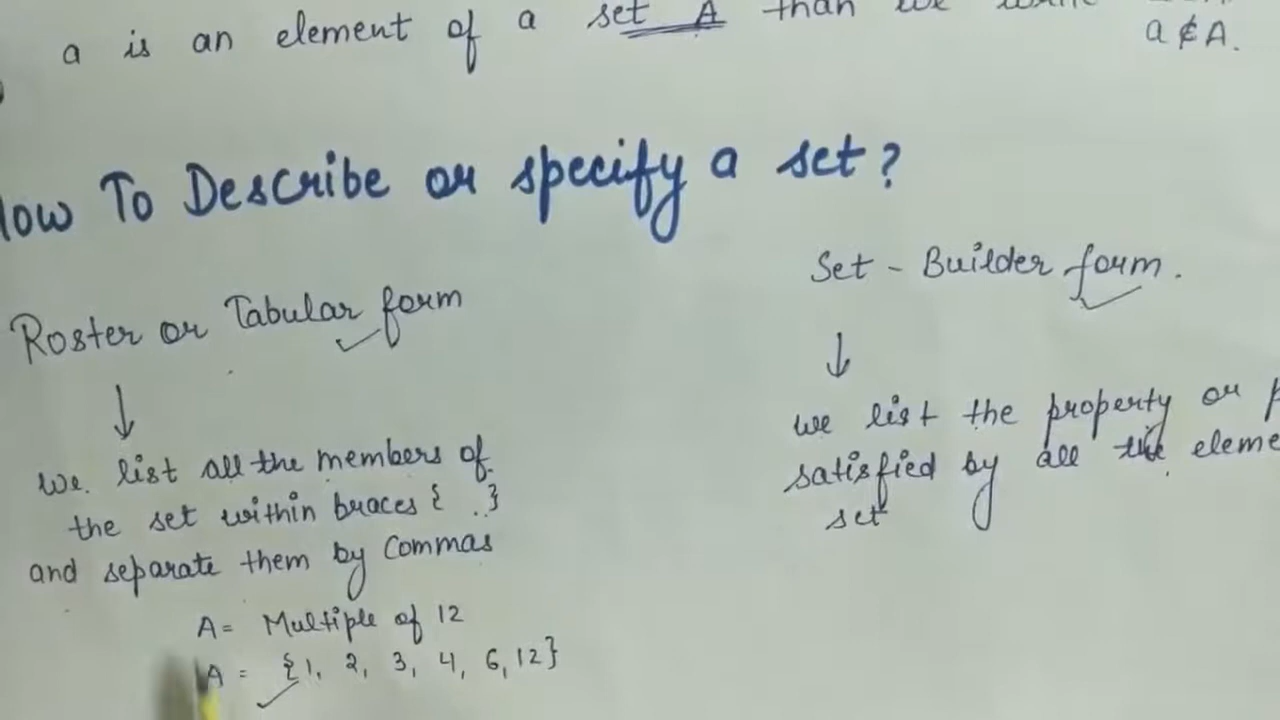 a is an element of a set A than we
a ∉ A.
How To Describe or specify a set?
Roster or Tabular form
↓
we list all the members of
the set within braces { .. }
and separate them by commas
A = Multiple of 12
A = {1, 2, 3, 4, 6, 12}
Set - Builder form.
↓
we list the property or
satisfied by all the
set